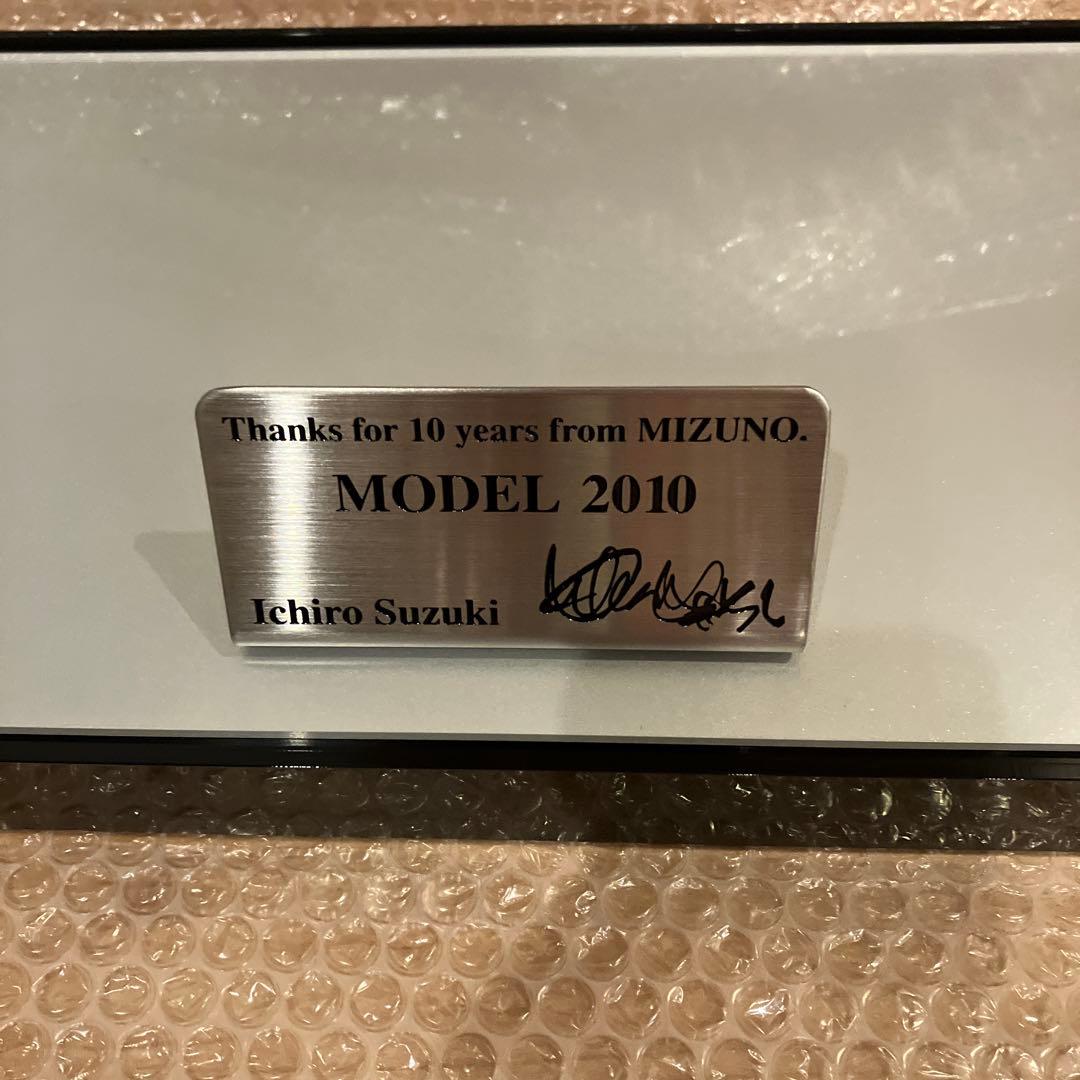 Thanks for 10 years from MIZUNO.
MODEL 2010
Ichiro Suzuki